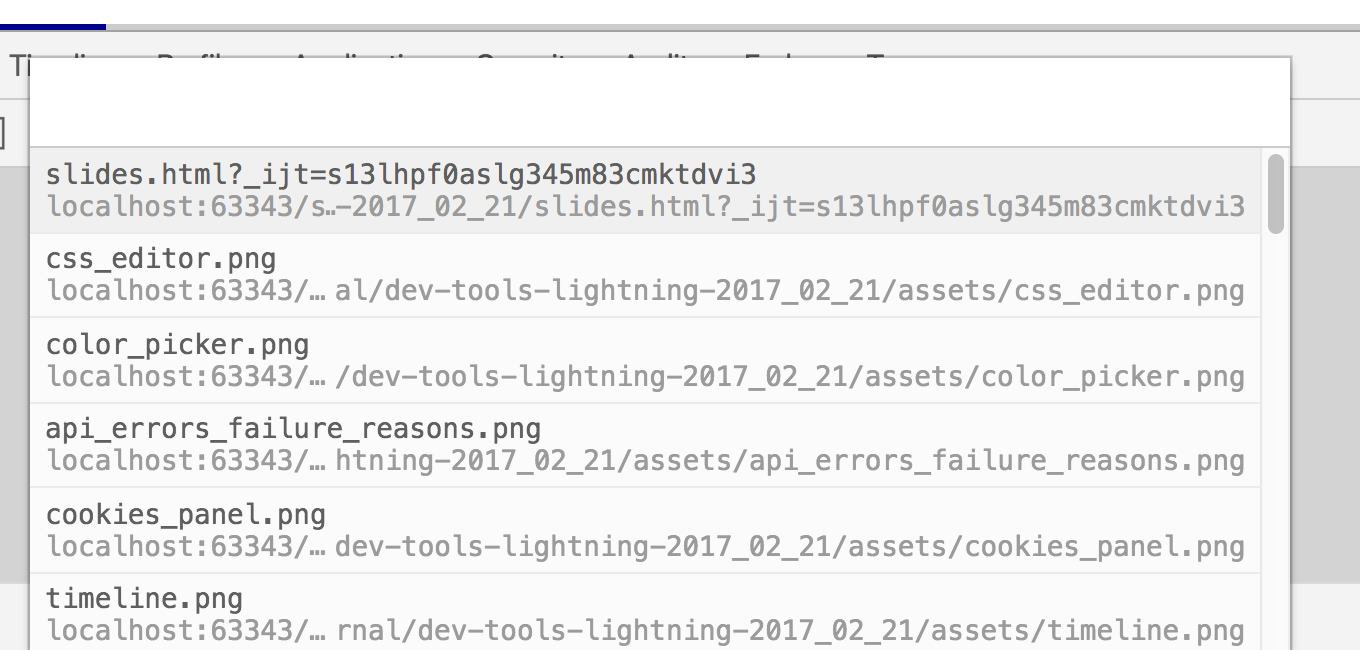 slides.html?_ijt=s13lhpf0aslg345m83cmktdvi3
localhost:63343/s…-2017_02_21/slides.html?_ijt=s13lhpf0aslg345m83cmktdvi3
css_editor.png
localhost:63343/… al/dev-tools-lightning-2017_02_21/assets/css_editor.png
color_picker.png
localhost:63343/… /dev-tools-lightning-2017_02_21/assets/color_picker.png
api_errors_failure_reasons.png
localhost:63343/… htning-2017_02_21/assets/api_errors_failure_reasons.png
cookies_panel.png
localhost:63343/… dev-tools-lightning-2017_02_21/assets/cookies_panel.png
timeline.png
localhost:63343/… rnal/dev-tools-lightning-2017_02_21/assets/timeline.png